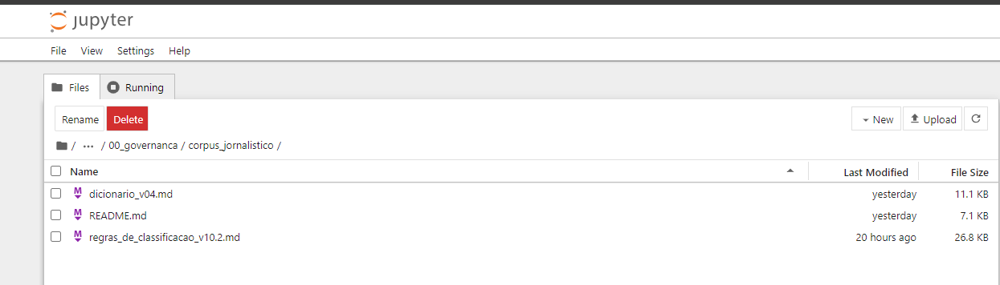 jupyter
File View Settings Help
Files Running
Rename Delete New Upload
/ ... / 00_governanca / corpus_jornalistico /
Name Last Modified File Size
dicionario_v04.md yesterday 11.1 KB
README.md yesterday 7.1 KB
regras_de_classificacao_v10.2.md 20 hours ago 26.8 KB